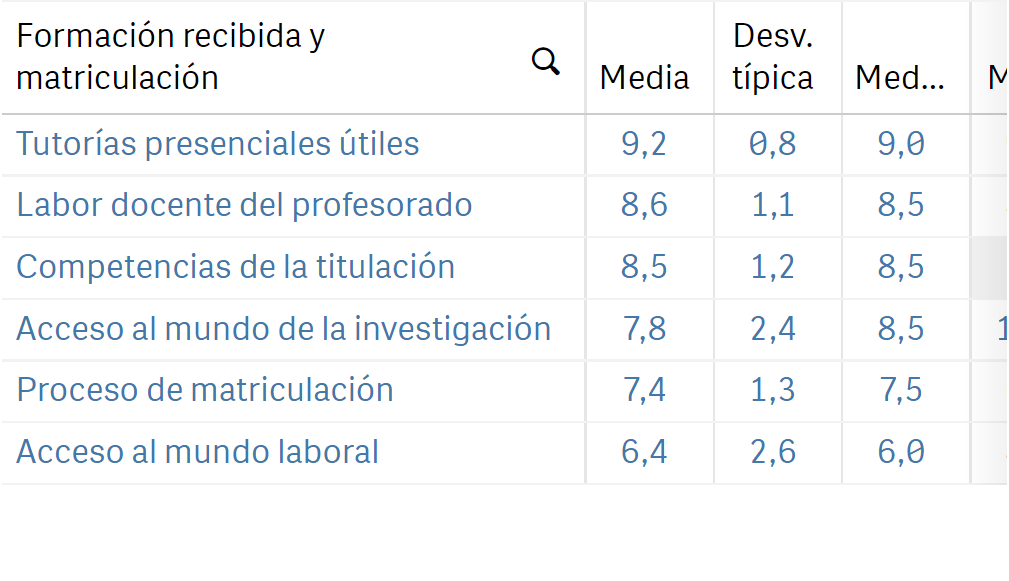 Formación recibida y
matriculación Media Desv. típica Med...
Tutorías presenciales útiles 9,2 0,8 9,0
Labor docente del profesorado 8,6 1,1 8,5
Competencias de la titulación 8,5 1,2 8,5
Acceso al mundo de la investigación 7,8 2,4 8,5
Proceso de matriculación 7,4 1,3 7,5
Acceso al mundo laboral 6,4 2,6 6,0